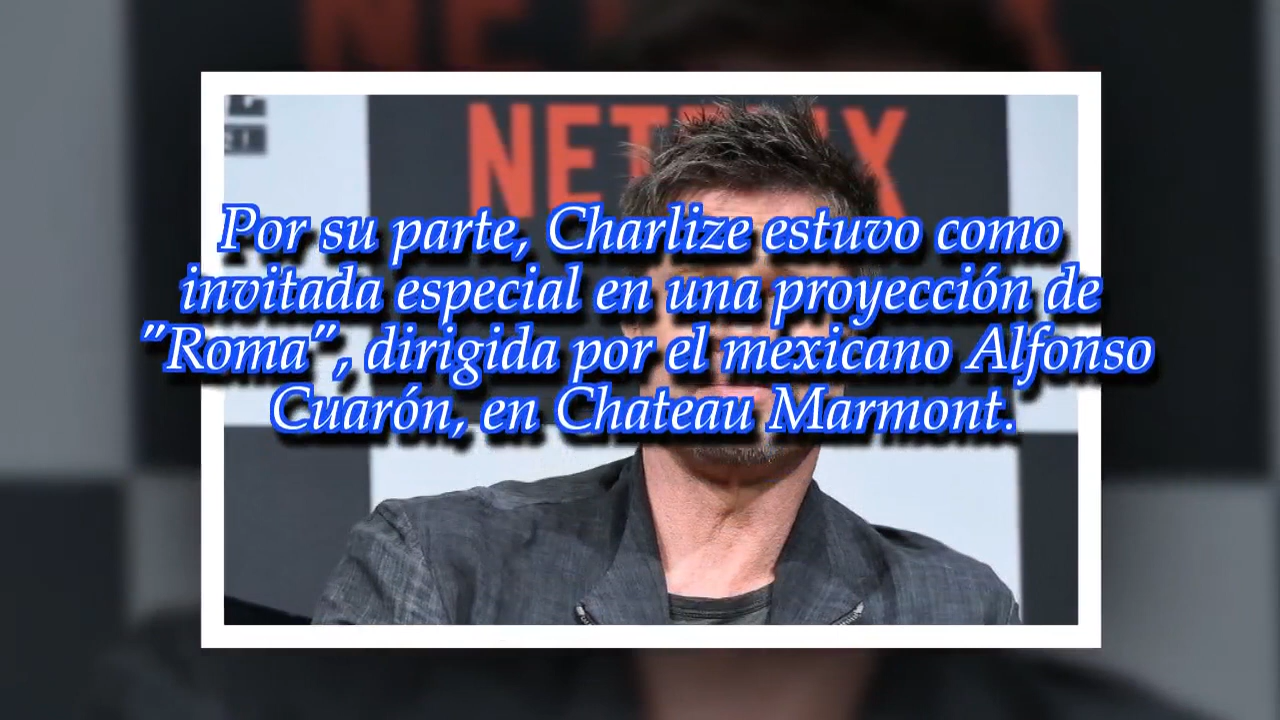 NETFLIX
Por su parte, Charlize estuvo como
invitada especial en una proyección de
"Roma", dirigida por el mexicano Alfonso
Cuarón, en Chateau Marmont.